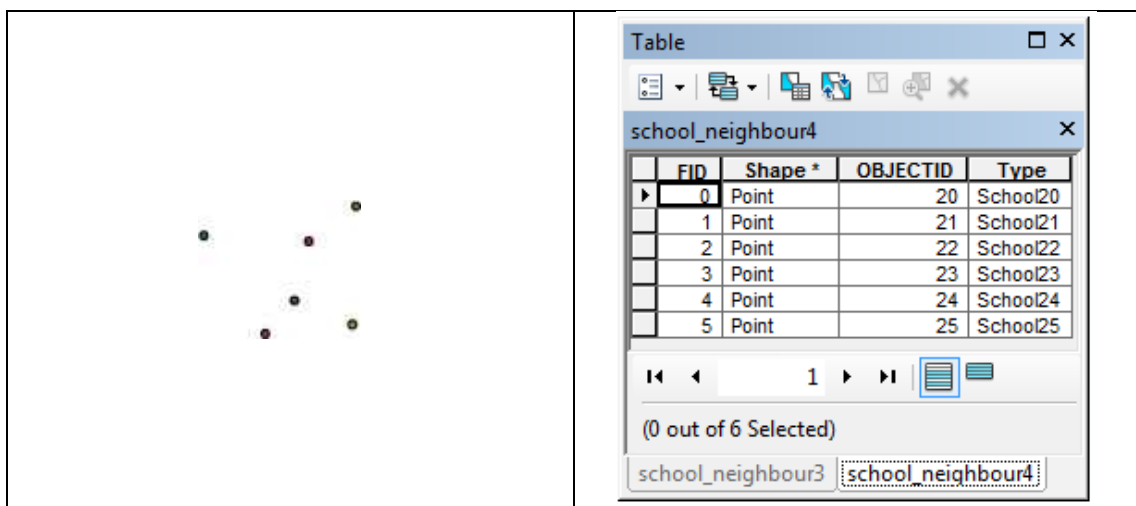 Table
school_neighbour4
FID Shape * OBJECTID Type
0 Point 20 School20
1 Point 21 School21
2 Point 22 School22
3 Point 23 School23
4 Point 24 School24
5 Point 25 School25
1
(0 out of 6 Selected)
school_neighbour3 school_neighbour4